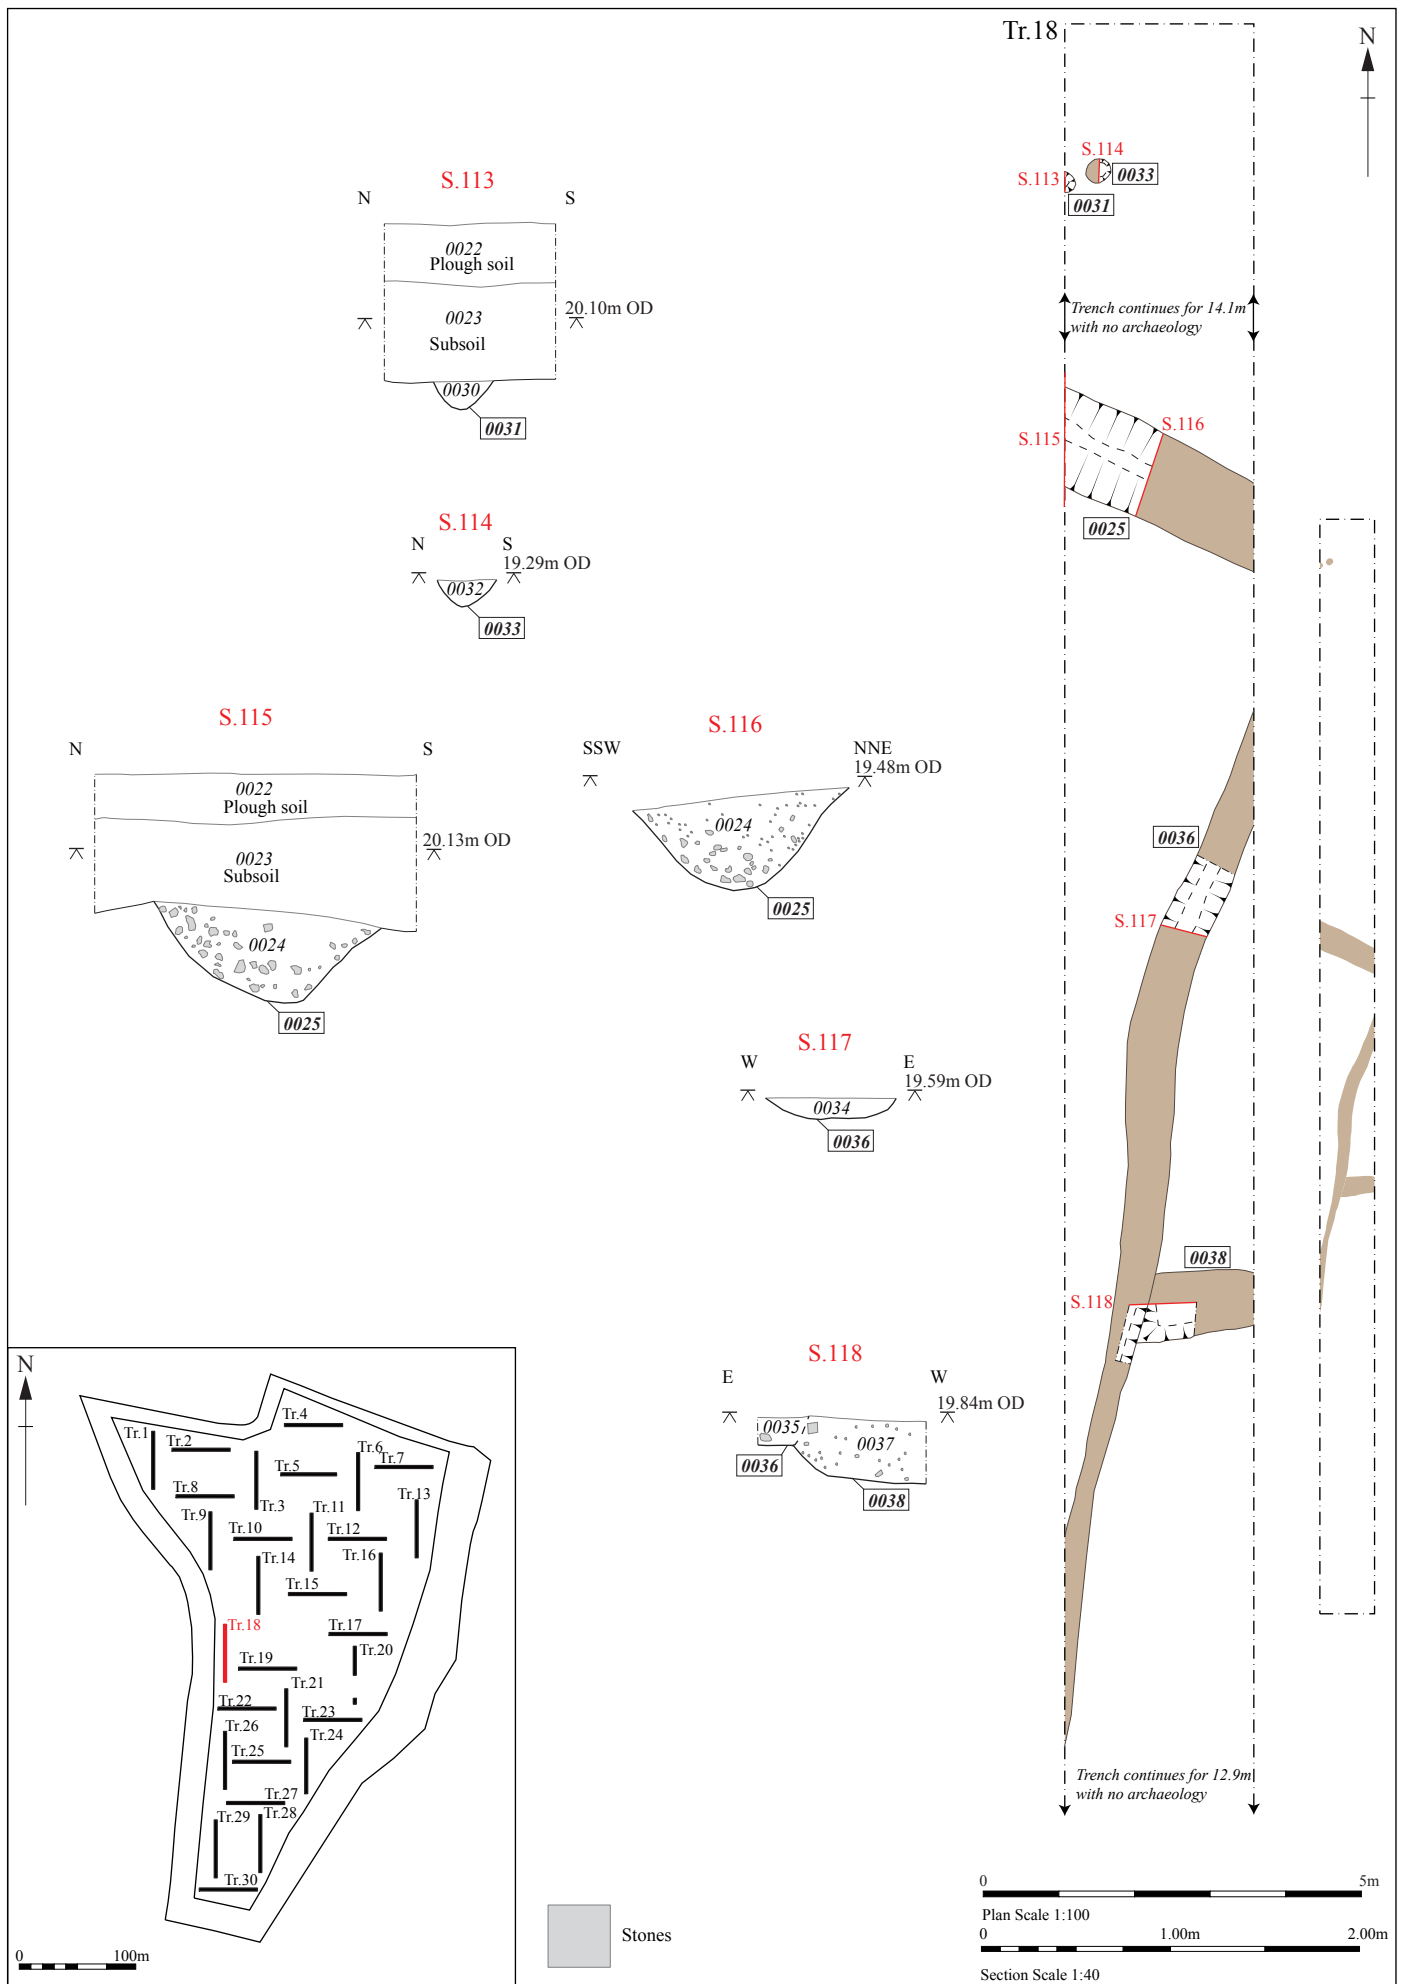 Tr.18
N
S.114
S.113
0033
0031
Trench continues for 14.1m
with no archaeology
S.116
S.115
0025
0036
S.117
0038
S.118
Trench continues for 12.9m
with no archaeology
S.113
N
S
0022
Plough soil
20.10m OD
0023
Subsoil
0030
0031
S.114
N
S
19.29m OD
0032
0033
S.115
N
S
0022
Plough soil
20.13m OD
0023
Subsoil
0024
0025
S.116
SSW
NNE
19.48m OD
0024
0025
S.117
W
E
19.59m OD
0034
0036
S.118
E
W
19.84m OD
0035
0037
0036
0038
N
Tr.4
Tr.1
Tr.2
Tr.6
Tr.7
Tr.5
Tr.8
Tr.3
Tr.13
Tr.9
Tr.11
Tr.10
Tr.12
Tr.14
Tr.16
Tr.15
Tr.18
Tr.17
Tr.20
Tr.19
Tr.21
Tr.22
Tr.23
Tr.26
Tr.24
Tr.25
Tr.27
Tr.29
Tr.28
Tr.30
0
100m
Stones
0
5m
Plan Scale 1:100
0
1.00m
2.00m
Section Scale 1:40